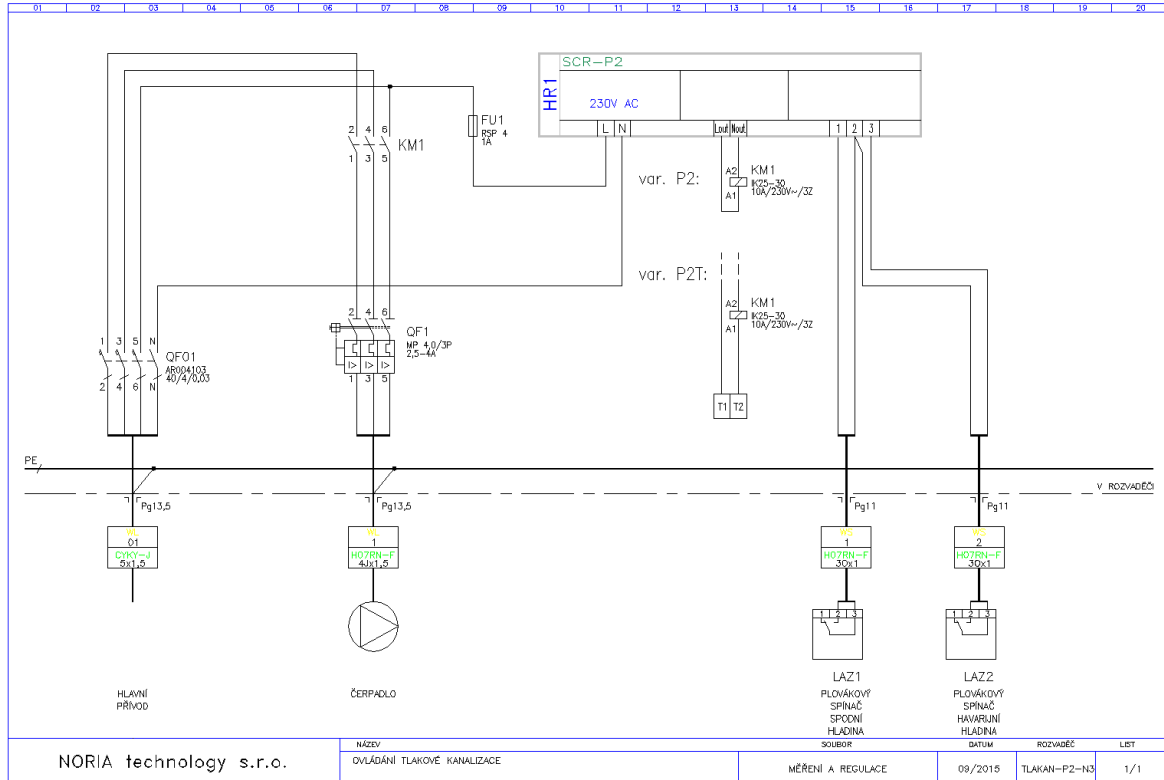 01 02 03 04 05 06 07 08 09 10 11 12 13 14 15 16 17 18 19 20
HR1
SCR-P2
230V AC
L N
Lout Nout
1 2 3
2 4 6
KM1
1 3 5
FU1
RSP 4
1A
var. P2:
A2
A1
KM1
IK25-30
10A/230V~/3Z
var. P2T:
A2
A1
KM1
IK25-30
10A/230V~/3Z
T1 T2
1 3 5 N
QF01
AR004103
40/4/0,03
2 4 6 N
2 4 6
QF1
MP 4,0/3P
2,5-4A
I> I> I>
1 3 5
PE
V ROZVADĚČI
Pg13,5
Pg13,5
Pg11
Pg11
WL
01
CYKY-J
5x1,5
WL
1
H07RN-F
4Jx1,5
WS
1
H07RN-F
3Ox1
WS
2
H07RN-F
3Ox1
1 2 3
1 2 3
HLAVNÍ
PŘÍVOD
ČERPADLO
LAZ1
PLOVÁKOVÝ
SPÍNAČ
SPODNÍ
HLADINA
LAZ2
PLOVÁKOVÝ
SPÍNAČ
HAVARIJNÍ
HLADINA
NORIA technology s.r.o.
NÁZEV
OVLÁDÁNÍ TLAKOVÉ KANALIZACE
SOUBOR
MĚŘENÍ A REGULACE
DATUM
09/2015
ROZVADĚČ
TLAKAN-P2-N3
LIST
1/1